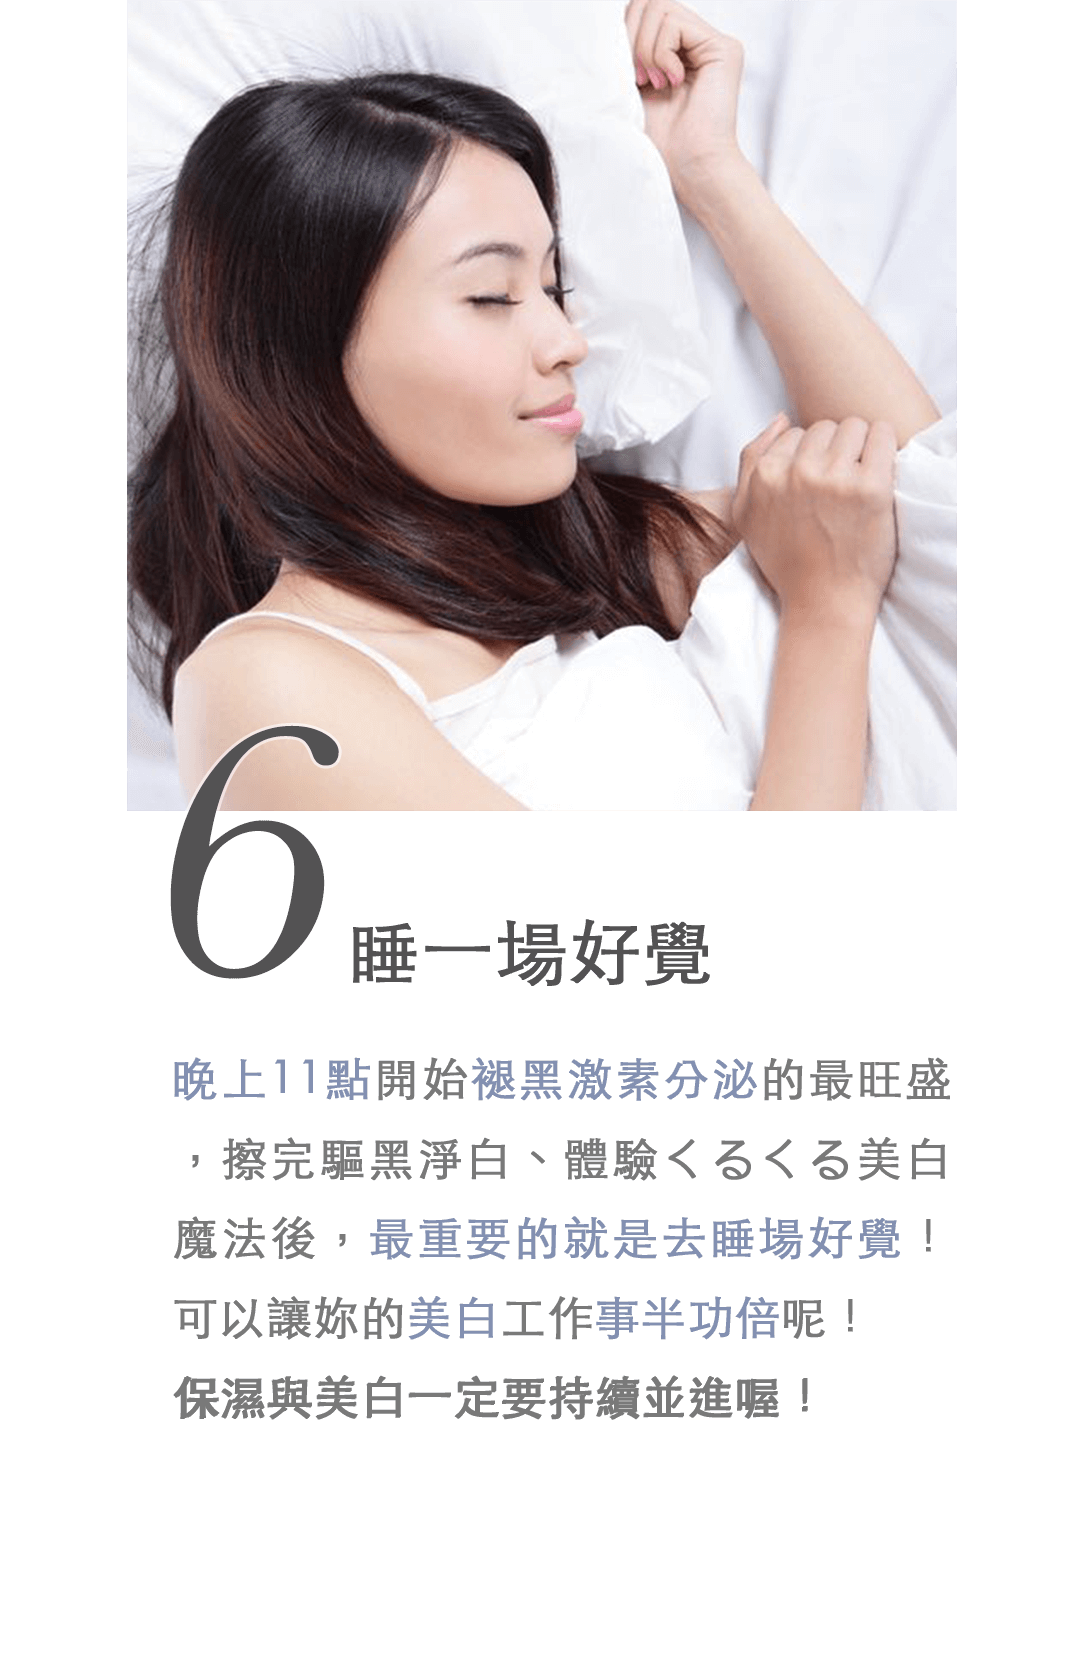 6
睡一場好覺
晚上11點開始褪黑激素分泌的最旺盛
，擦完驅黑淨白、體驗くるくる美白
魔法後，最重要的就是去睡場好覺！
可以讓妳的美白工作事半功倍呢！
保濕與美白一定要持續並進喔！